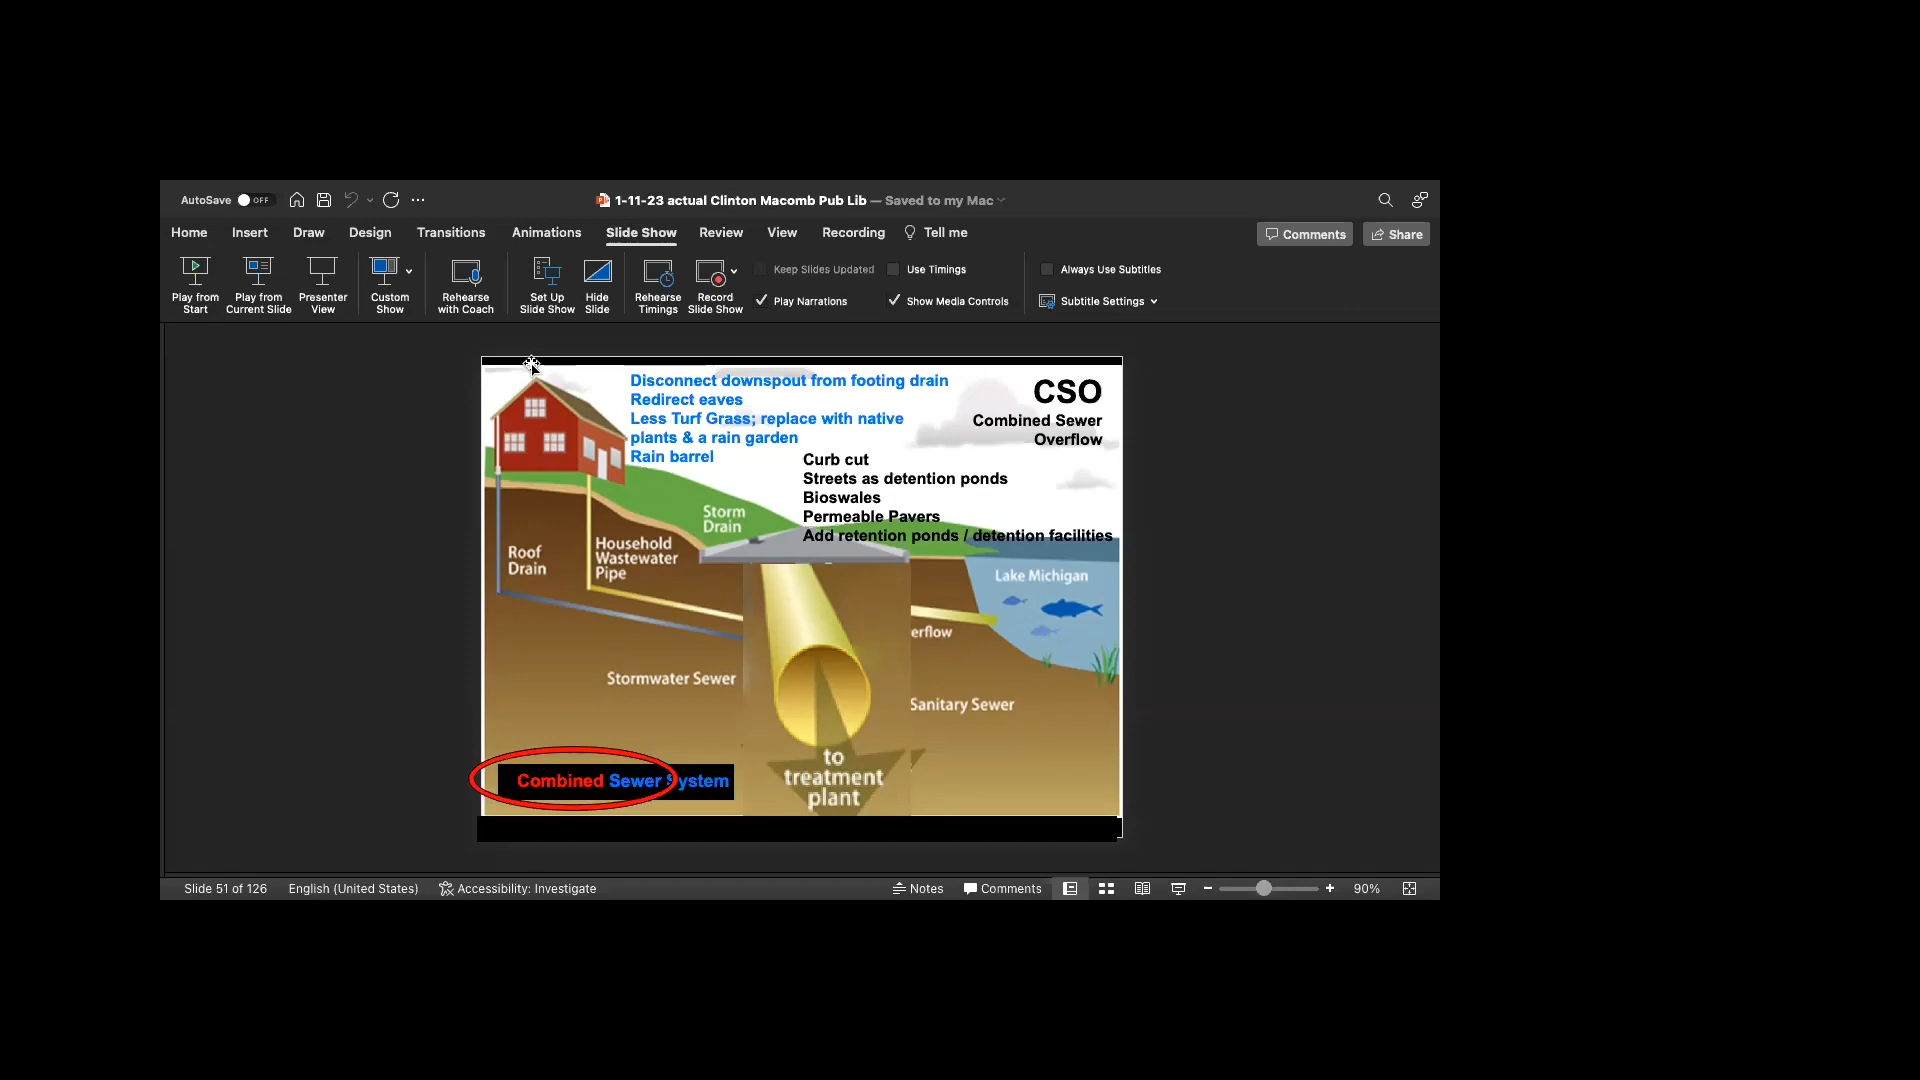 AutoSave OFF
1-11-23 actual Clinton Macomb Pub Lib — Saved to my Mac
Home Insert Draw Design Transitions Animations Slide Show Review View Recording Tell me
Comments Share
Play from Start
Play from Current Slide
Presenter View
Custom Show
Rehearse with Coach
Set Up Slide Show
Hide Slide
Rehearse Timings
Record Slide Show
Keep Slides Updated
Use Timings
Play Narrations
Show Media Controls
Always Use Subtitles
Subtitle Settings
Disconnect downspout from footing drain
Redirect eaves
Less Turf Grass; replace with native
plants & a rain garden
Rain barrel
CSO
Combined Sewer
Overflow
Curb cut
Streets as detention ponds
Bioswales
Permeable Pavers
Add retention ponds / detention facilities
Storm
Drain
Roof
Drain
Household
Wastewater
Pipe
Lake Michigan
erflow
Stormwater Sewer
Sanitary Sewer
to
treatment
plant
Combined Sewer System
Slide 51 of 126
English (United States)
Accessibility: Investigate
Notes
Comments
90%